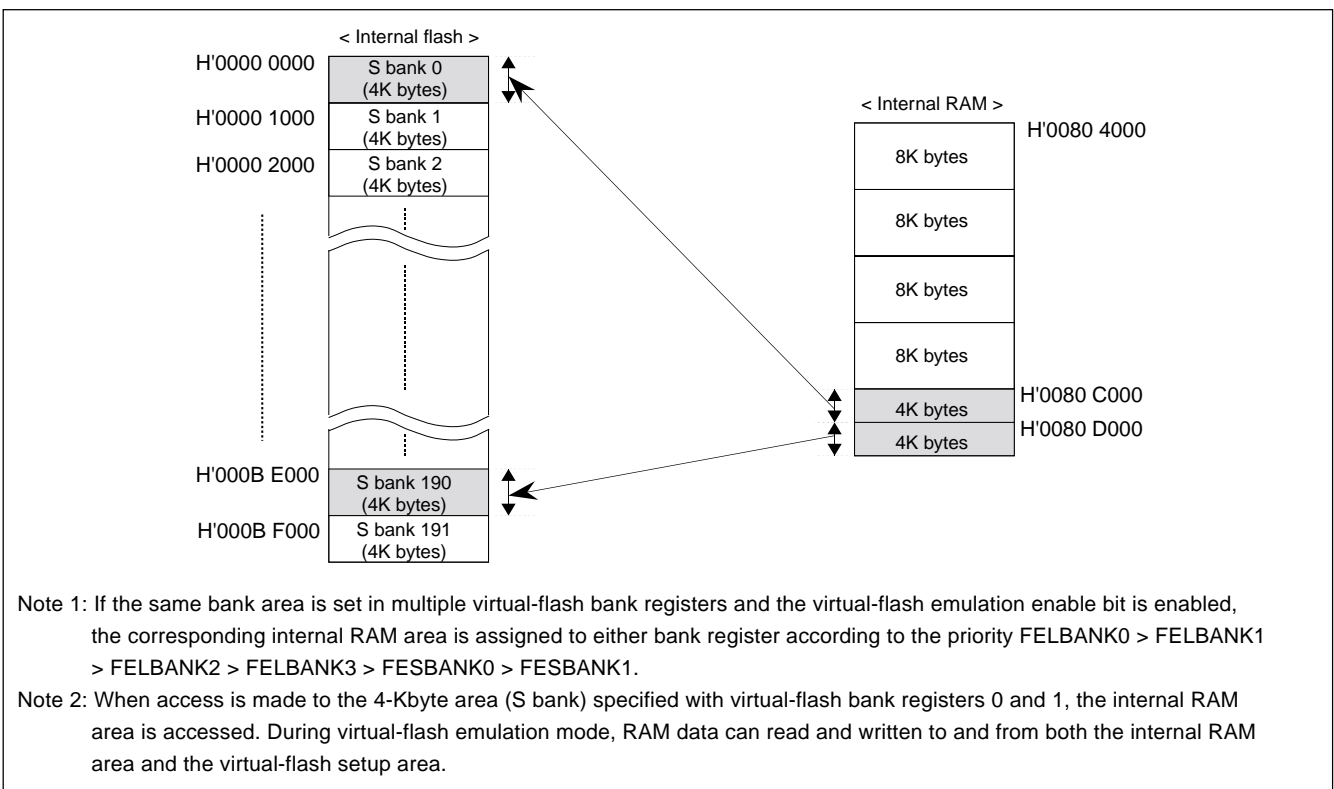 < Internal flash >
H'0000 0000
S bank 0
(4K bytes)
H'0000 1000
S bank 1
(4K bytes)
H'0000 2000
S bank 2
(4K bytes)
H'000B E000
S bank 190
(4K bytes)
H'000B F000
S bank 191
(4K bytes)
< Internal RAM >
H'0080 4000
8K bytes
8K bytes
8K bytes
8K bytes
H'0080 C000
4K bytes
H'0080 D000
4K bytes
Note 1: If the same bank area is set in multiple virtual-flash bank registers and the virtual-flash emulation enable bit is enabled,
the corresponding internal RAM area is assigned to either bank register according to the priority FELBANK0 > FELBANK1
> FELBANK2 > FELBANK3 > FESBANK0 > FESBANK1.
Note 2: When access is made to the 4-Kbyte area (S bank) specified with virtual-flash bank registers 0 and 1, the internal RAM
area is accessed. During virtual-flash emulation mode, RAM data can read and written to and from both the internal RAM
area and the virtual-flash setup area.